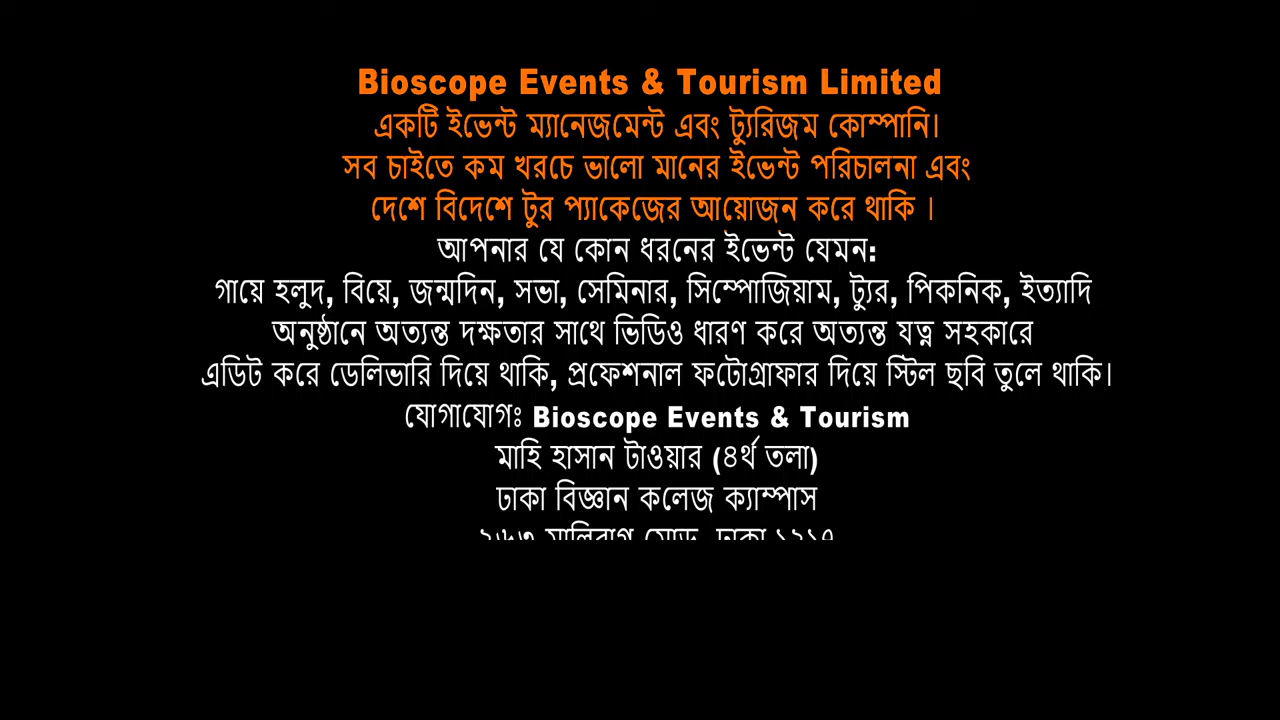 Bioscope Events & Tourism Limited
একটি ইভেন্ট ম্যানেজমেন্ট এবং ট্যুরিজম কোম্পানি।
সব চাইতে কম খরচে ভালো মানের ইভেন্ট পরিচালনা এবং
দেশে বিদেশে টুর প্যাকেজের আয়োজন করে থাকি ।
আপনার যে কোন ধরনের ইভেন্ট যেমন:
গায়ে হলুদ, বিয়ে, জন্মদিন, সভা, সেমিনার, সিম্পোজিয়াম, ট্যুর, পিকনিক, ইত্যাদি
অনুষ্ঠানে অত্যন্ত দক্ষতার সাথে ভিডিও ধারণ করে অত্যন্ত যত্ন সহকারে
এডিট করে ডেলিভারি দিয়ে থাকি, প্রফেশনাল ফটোগ্রাফার দিয়ে স্টিল ছবি তুলে থাকি।
যোগাযোগঃ Bioscope Events & Tourism
মাহি হাসান টাওয়ার (৪র্থ তলা)
ঢাকা বিজ্ঞান কলেজ ক্যাম্পাস
মালিবাগ মোড়, ঢাকা ১২১৭